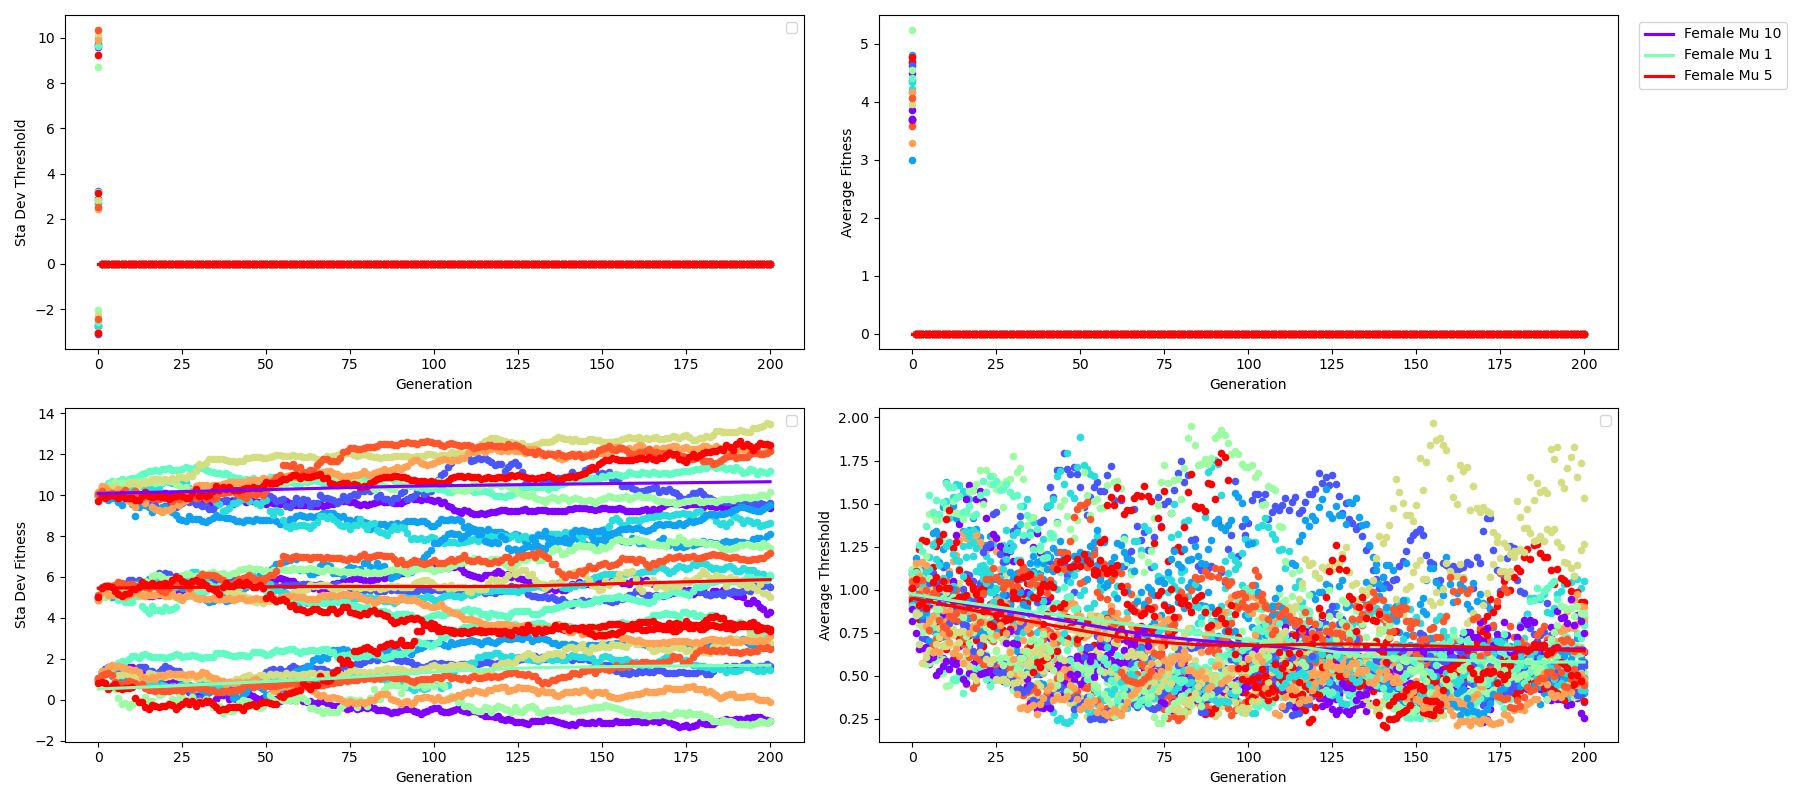 10
8
6
4
2
0
−2
Sta Dev Threshold
0 25 50 75 100 125 150 175 200
Generation
5
4
3
2
1
0
Average Fitness
0 25 50 75 100 125 150 175 200
Generation
Female Mu 10
Female Mu 1
Female Mu 5
14
12
10
8
6
4
2
0
−2
Sta Dev Fitness
0 25 50 75 100 125 150 175 200
Generation
2.00
1.75
1.50
1.25
1.00
0.75
0.50
0.25
Average Threshold
0 25 50 75 100 125 150 175 200
Generation